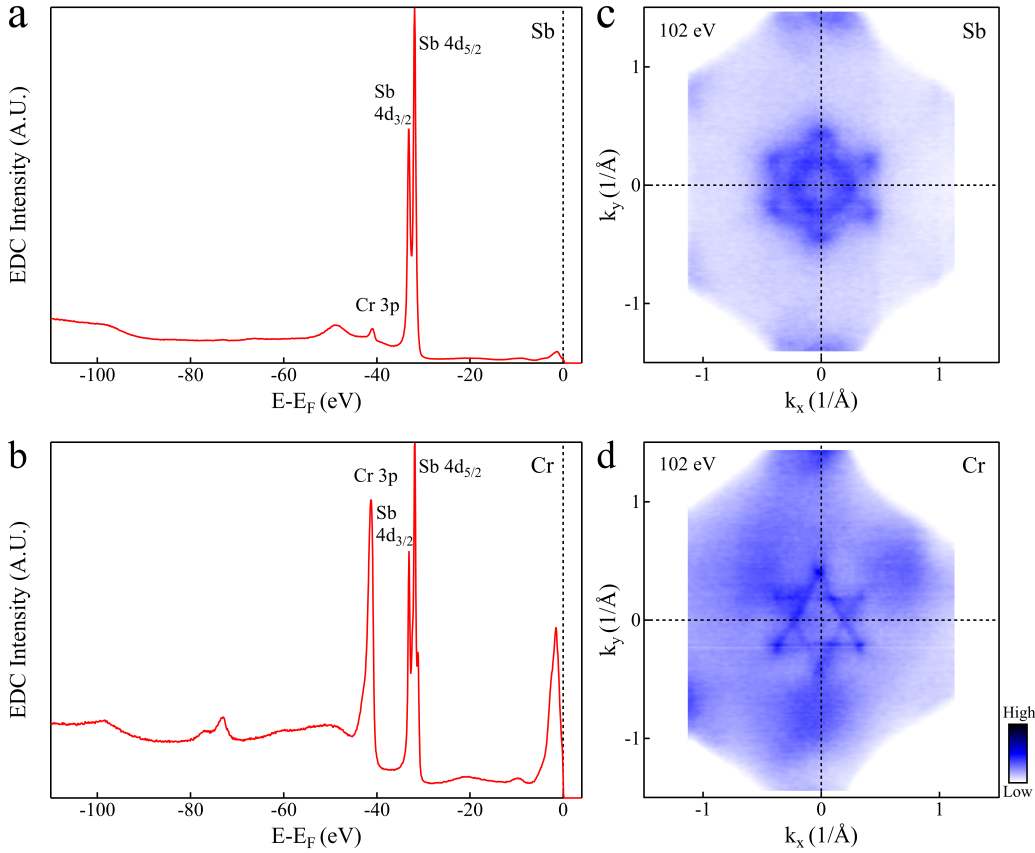 a
Sb
Sb 4d5/2
Sb
4d3/2
Cr 3p
EDC Intensity (A.U.)
-100 -80 -60 -40 -20 0
E-EF (eV)
c
102 eV
Sb
1
0
-1
ky (1/Å)
-1 0 1
kx (1/Å)
b
Cr
Cr 3p
Sb 4d5/2
Sb
4d3/2
EDC Intensity (A.U.)
-100 -80 -60 -40 -20 0
E-EF (eV)
d
102 eV
Cr
1
0
-1
ky (1/Å)
-1 0 1
kx (1/Å)
High
Low